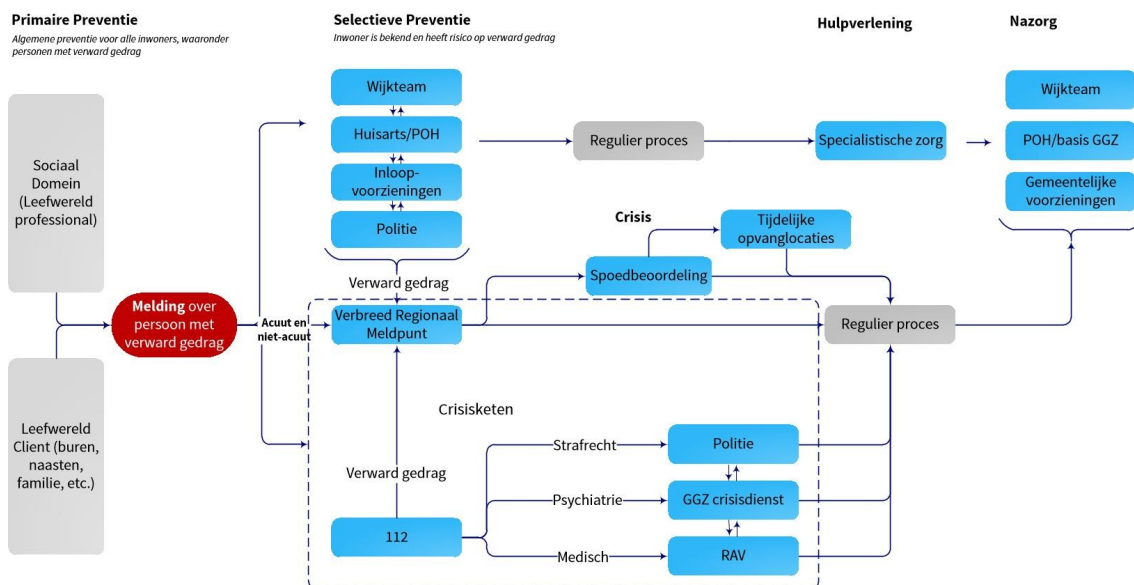 Primaire Preventie
Algemene preventie voor alle inwoners, waaronder
personen met verward gedrag
Selectieve Preventie
Inwoner is bekend en heeft risico op verward gedrag
Hulpverlening
Nazorg
Sociaal
Domein
(Leefwereld
professional)
Leefwereld
Client (buren,
naasten,
familie, etc.)
Melding over
persoon met
verward gedrag
Acuut en
niet-acuut
Wijkteam
Huisarts/POH
Inloop-
voorzieningen
Politie
Verward gedrag
Verbreed Regionaal
Meldpunt
Regulier proces
Specialistische zorg
Wijkteam
POH/basis GGZ
Gemeentelijke
voorzieningen
Crisis
Spoedbeoordeling
Tijdelijke
opvanglocaties
Regulier proces
Crisisketen
Verward gedrag
112
Strafrecht
Psychiatrie
Medisch
Politie
GGZ crisisdienst
RAV